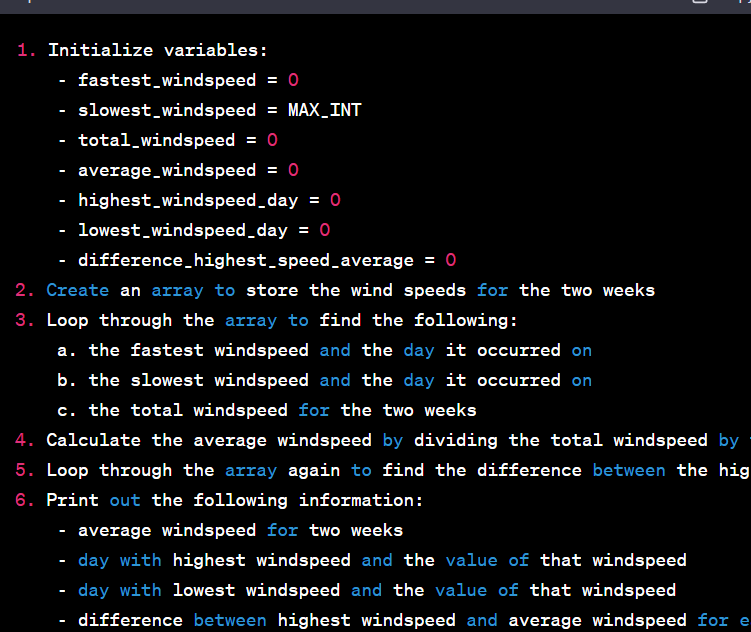 1. Initialize variables:
- fastest_windspeed = 0
- slowest_windspeed = MAX_INT
- total_windspeed = 0
- average_windspeed = 0
- highest_windspeed_day = 0
- lowest_windspeed_day = 0
- difference_highest_speed_average = 0
2. Create an array to store the wind speeds for the two weeks
3. Loop through the array to find the following:
a. the fastest windspeed and the day it occurred on
b. the slowest windspeed and the day it occurred on
c. the total windspeed for the two weeks
4. Calculate the average windspeed by dividing the total windspeed by
5. Loop through the array again to find the difference between the hig
6. Print out the following information:
- average windspeed for two weeks
- day with highest windspeed and the value of that windspeed
- day with lowest windspeed and the value of that windspeed
- difference between highest windspeed and average windspeed for e